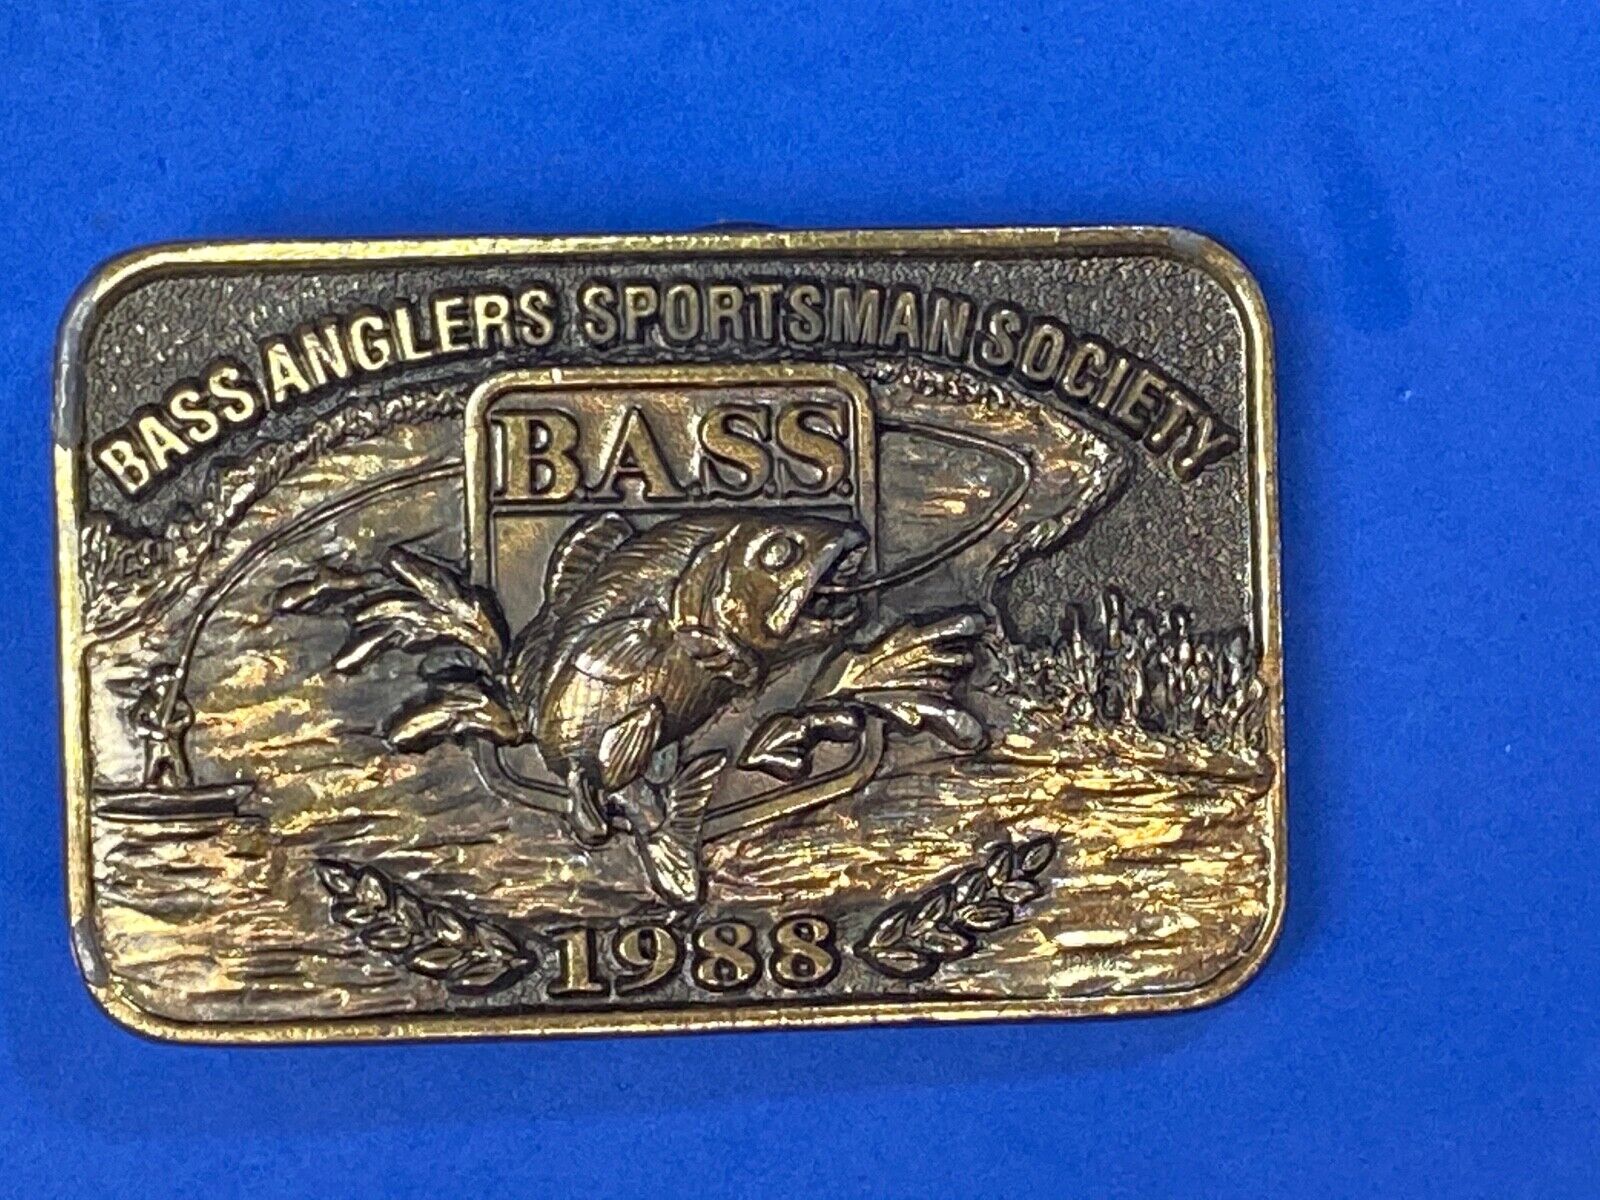 BASS ANGLERS SPORTSMAN SOCIETY
B.A.S.S.
1988